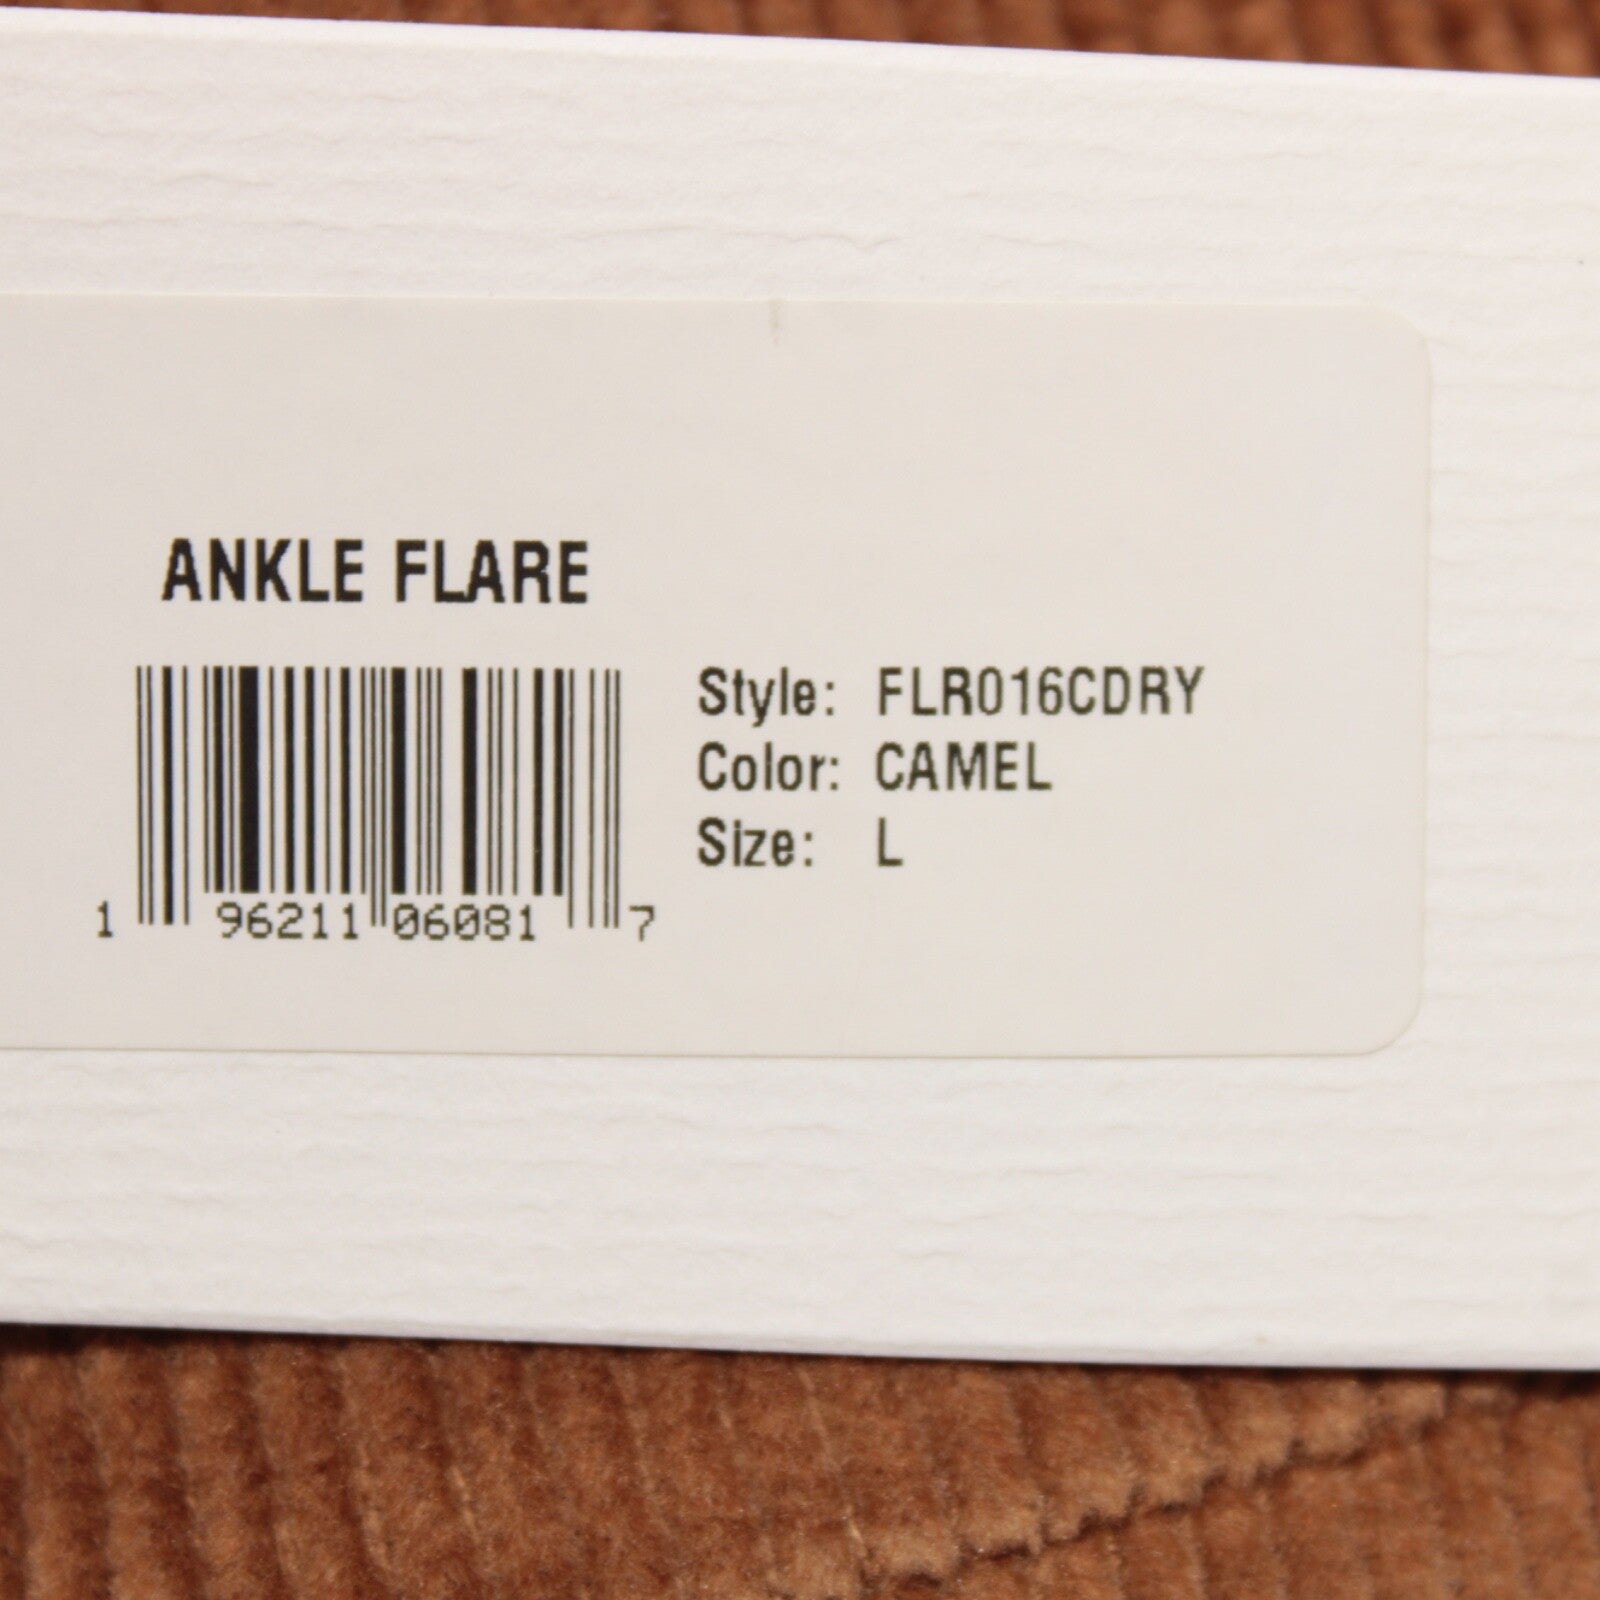 ANKLE FLARE
Style: FLR016CDRY
Color: CAMEL
Size: L
1 96211 06081 7